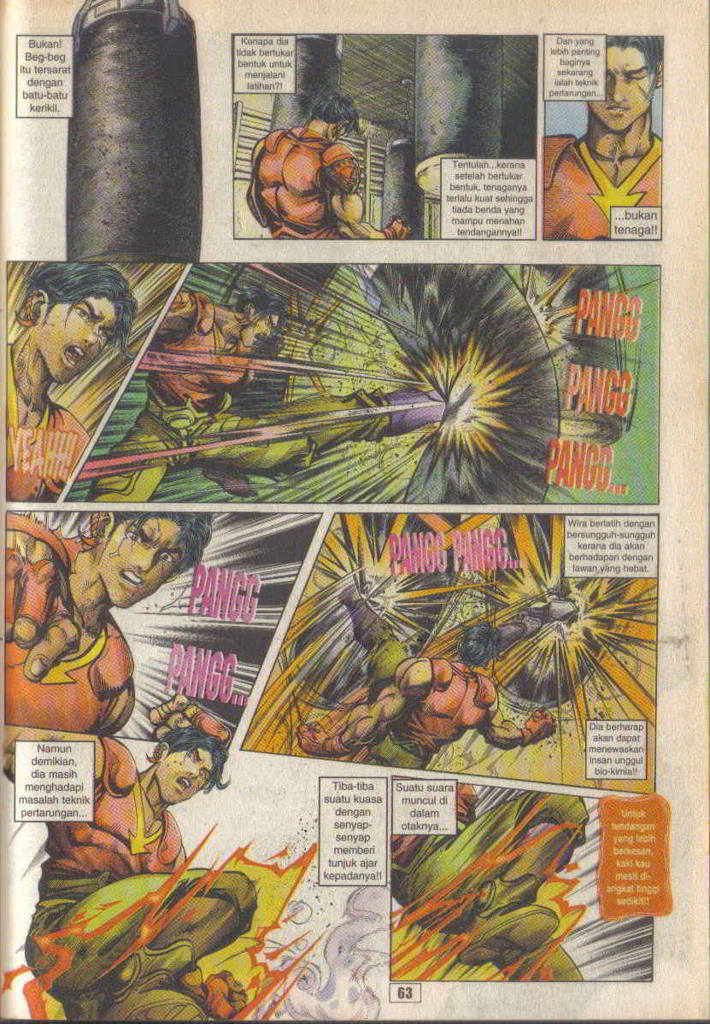 Bukan!
Beg-beg
itu tersarat
dengan
batu-batu
kerikil.
Kenapa dia
tidak bertukar
bentuk untuk
menjalani
latihan?!
Tentulah...kerana
setelah bertukar
bentuk, tenaganya
terlalu kuat sehingga
tiada benda yang
mampu menahan
tendangannya!!
Dan yang
lebih penting
baginya
sekarang
ialah teknik
pertarungan...
...bukan
tenaga!!
YEAHH!
PANGG
PANGG
PANGG...
PANGG
PANGG...
PANGG PANGG...
Wira berlatih dengan
bersungguh-sungguh
kerana dia akan
berhadapan dengan
lawan yang hebat.
Dia berharap
akan dapat
menewaskan
insan unggul
bio-kimia!!
Namun
demikian,
dia masih
menghadapi
masalah teknik
pertarungan...
Tiba-tiba
suatu kuasa
dengan
senyap-
senyap
memberi
tunjuk ajar
kepadanya!!
Suatu suara
muncul di
dalam
otaknya...
Untuk
tendangan
yang lebih
berkesan,
kaki kau
mesti di-
angkat tinggi
sedikit!!
63